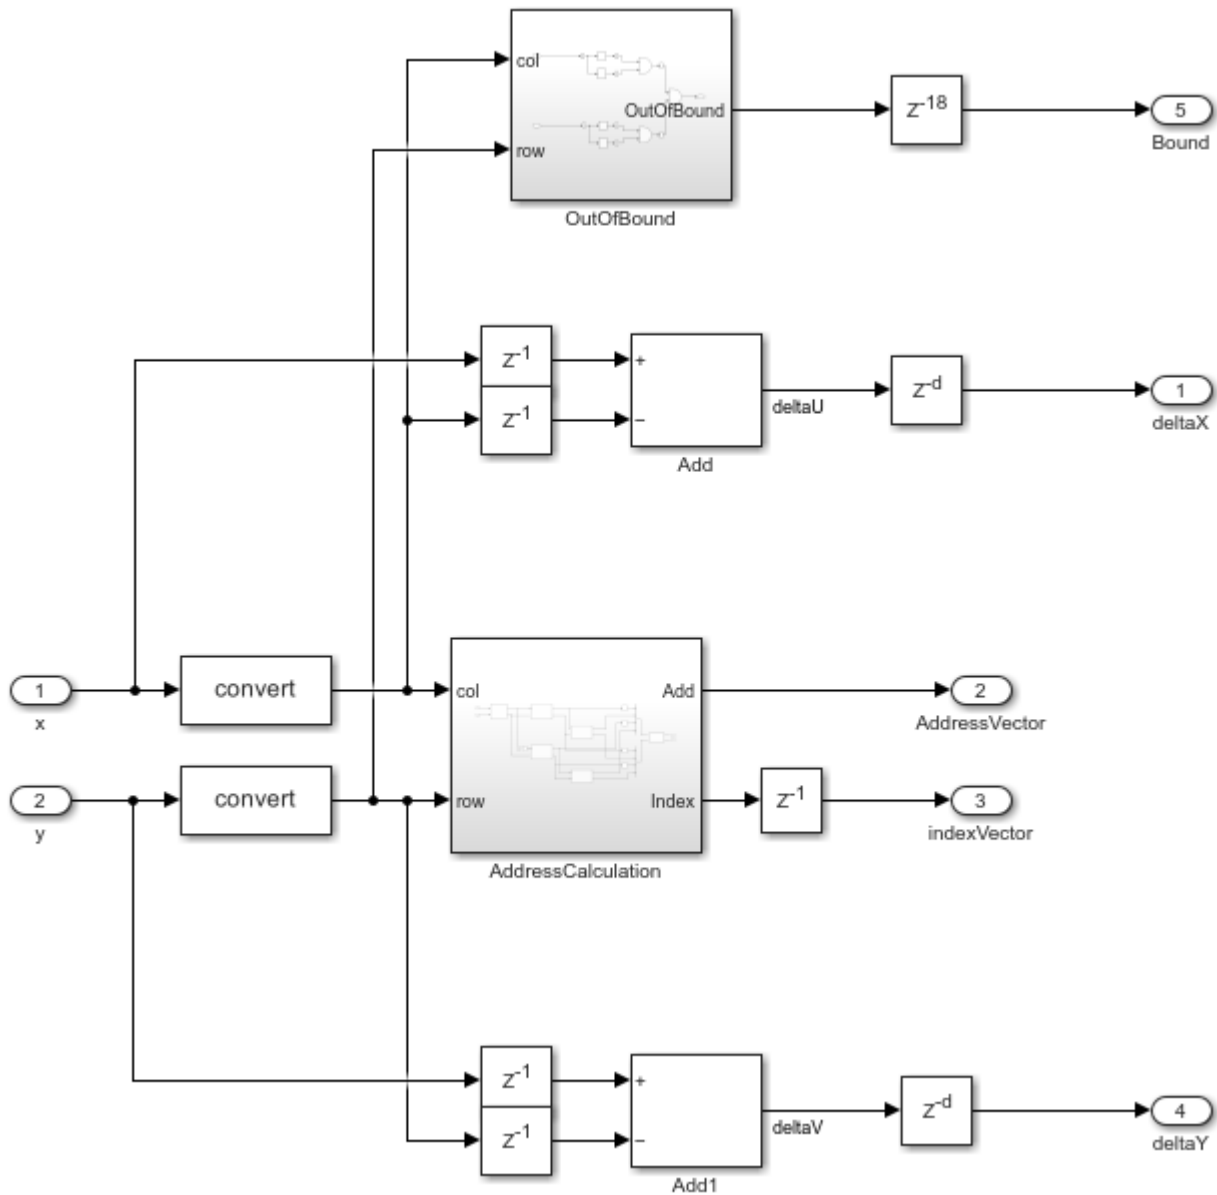 col
OutOfBound
row
OutOfBound
z-18
5
Bound
z-1
+
z-1
−
deltaU
Add
z-d
1
deltaX
1
x
convert
col
Add
2
AddressVector
2
y
convert
row
Index
AddressCalculation
z-1
3
indexVector
z-1
+
z-1
−
deltaV
Add1
z-d
4
deltaY